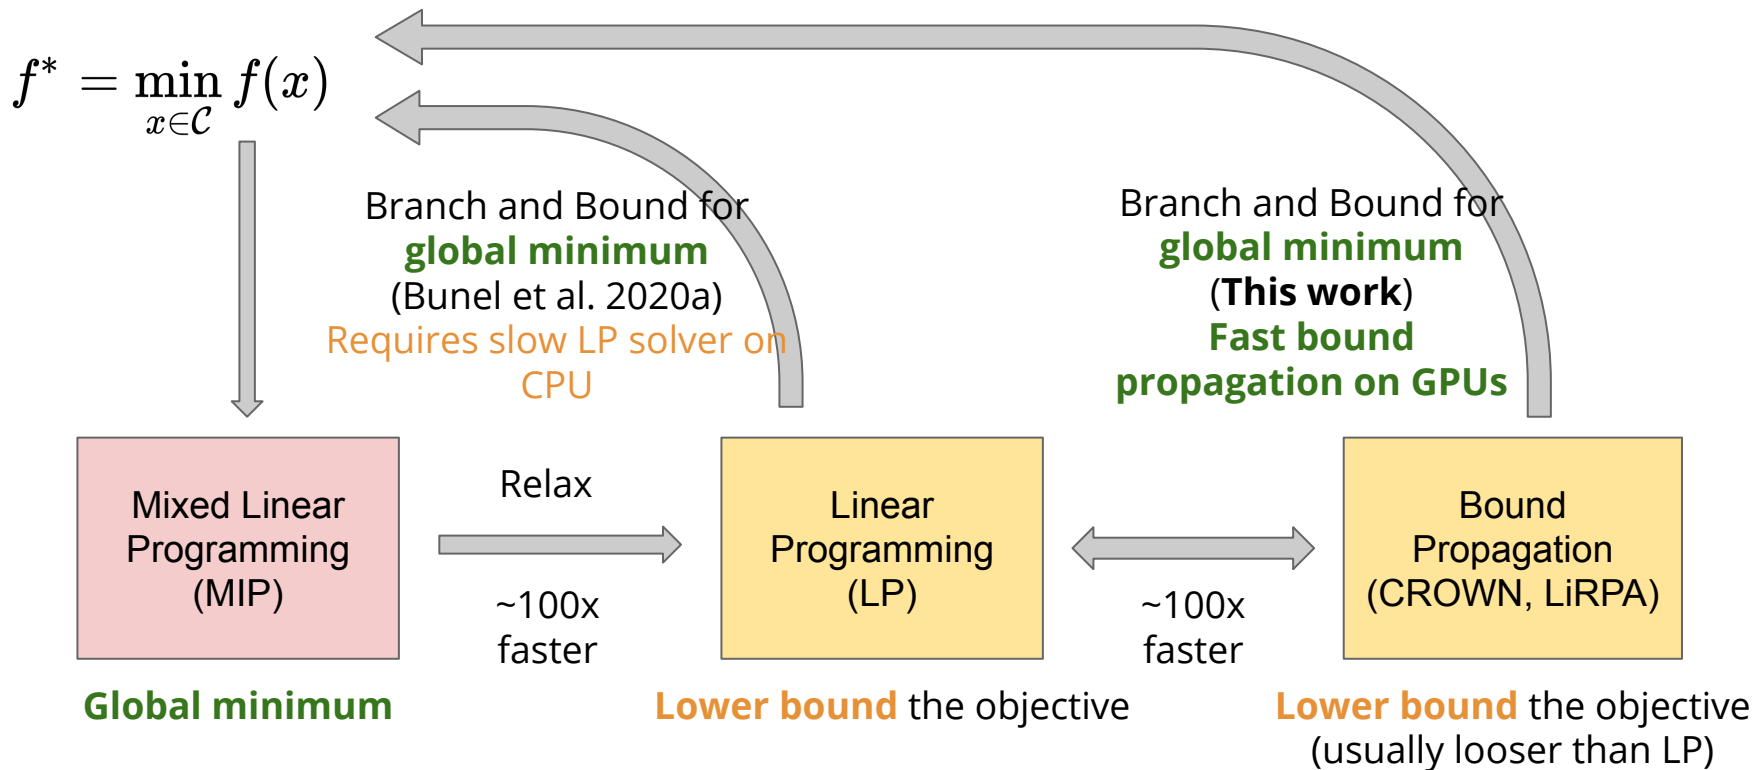 f* = min f(x)
x∈C
Branch and Bound for
global minimum
(Bunel et al. 2020a)
Requires slow LP solver on
CPU
Branch and Bound for
global minimum
(This work)
Fast bound
propagation on GPUs
Mixed Linear
Programming
(MIP)
Relax
~100x
faster
Linear
Programming
(LP)
~100x
faster
Bound
Propagation
(CROWN, LiRPA)
Global minimum
Lower bound the objective
Lower bound the objective
(usually looser than LP)